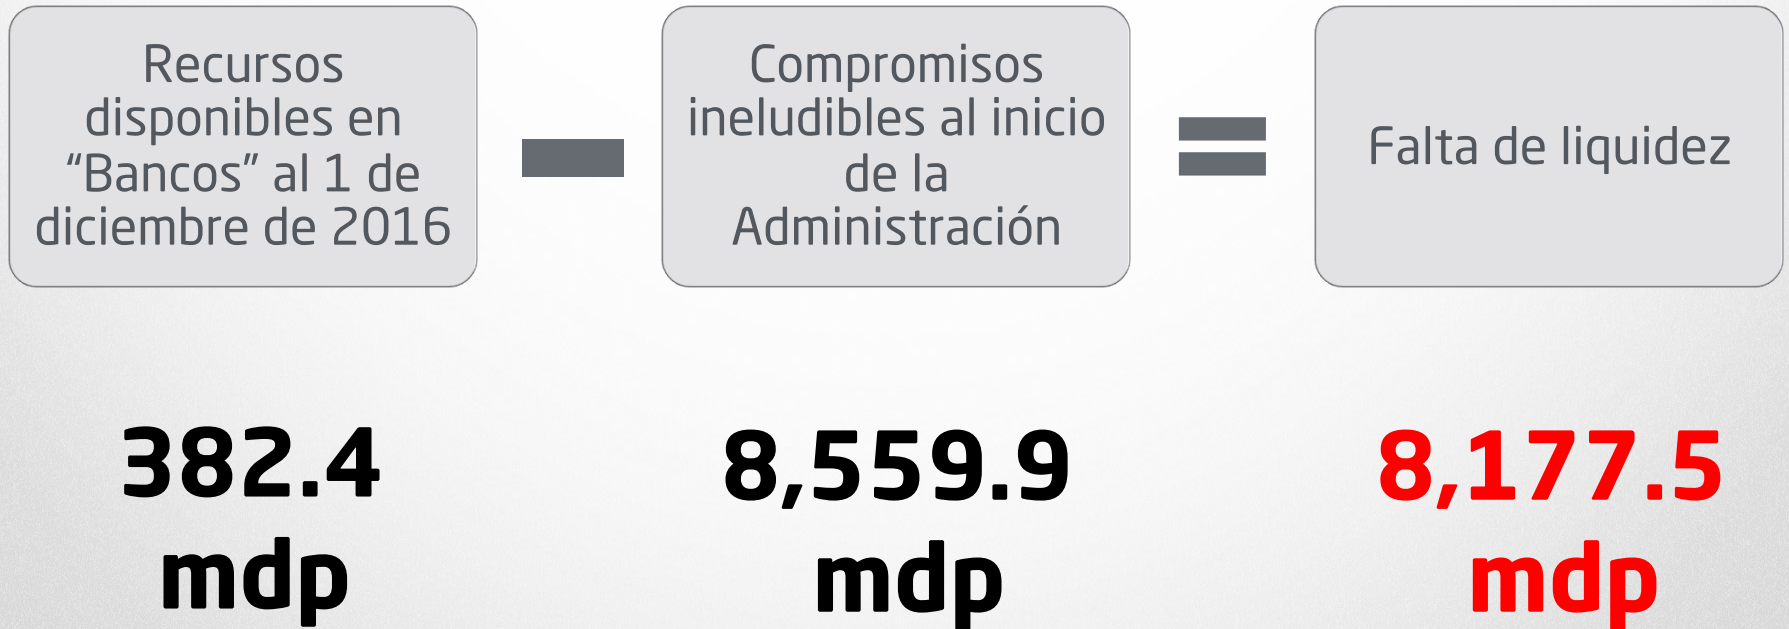 Recursos
disponibles en
“Bancos” al 1 de
diciembre de 2016
Compromisos
ineludibles al inicio
de la
Administración
Falta de liquidez
382.4
mdp
8,559.9
mdp
8,177.5
mdp